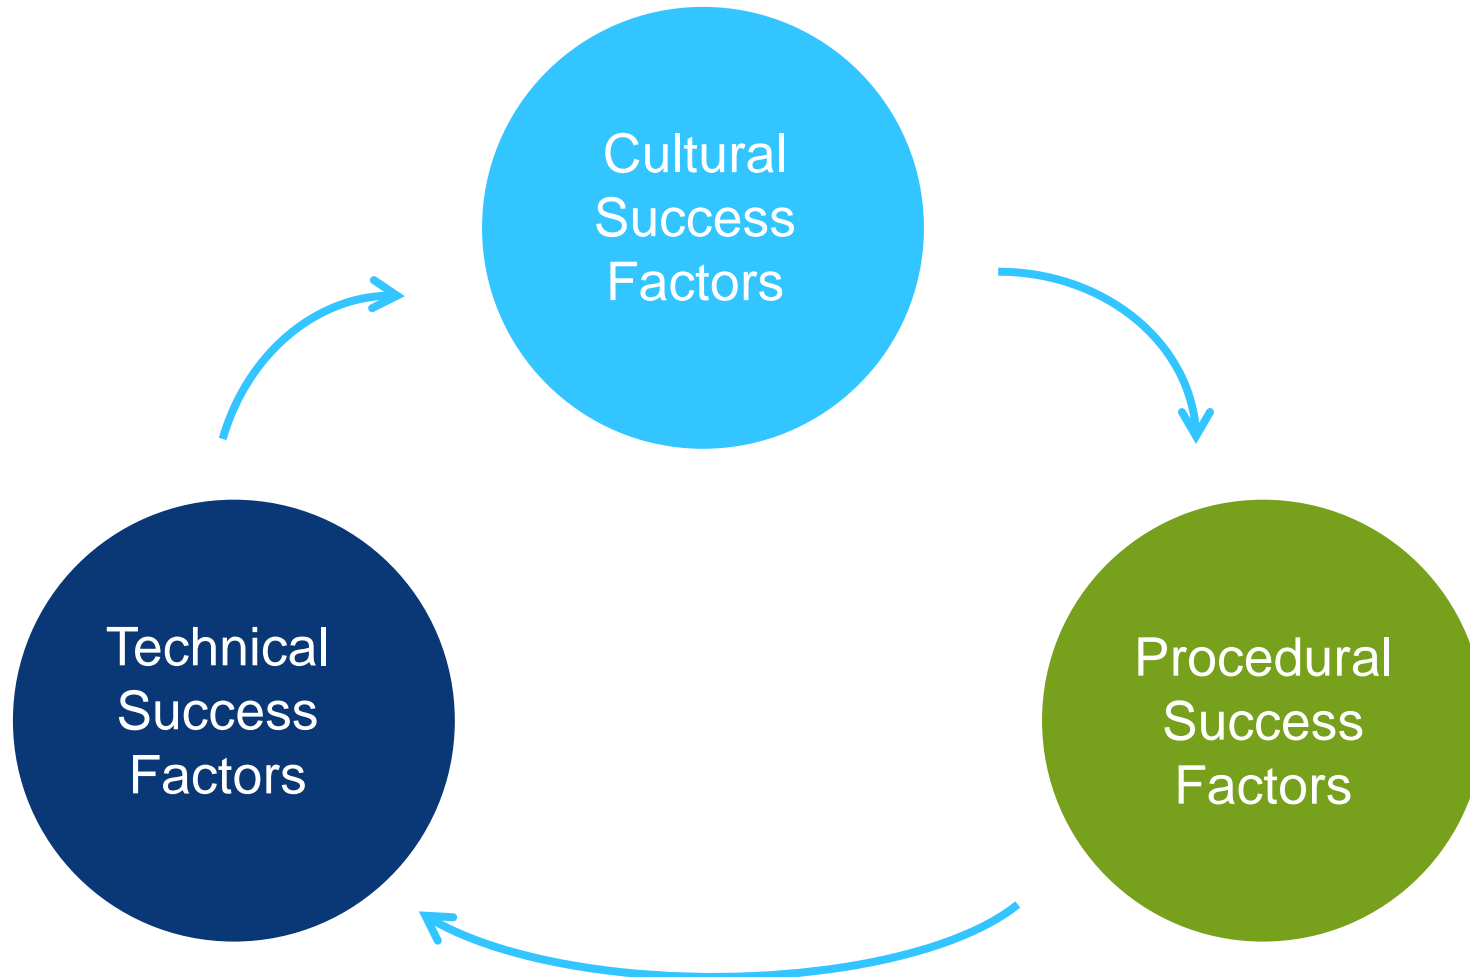 Cultural
Success
Factors
Technical
Success
Factors
Procedural
Success
Factors